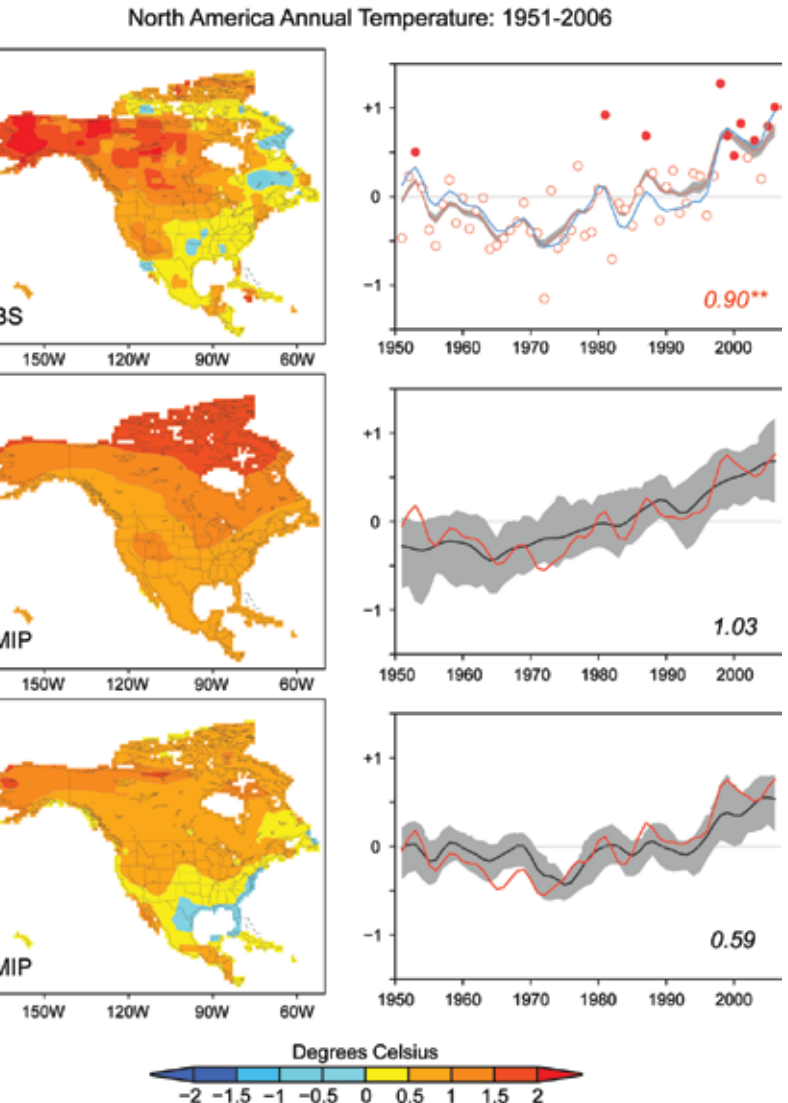 North America Annual Temperature: 1951-2006
+1
0
−1
0.90**
BS
150W 120W 90W 60W
1950 1960 1970 1980 1990 2000
+1
0
−1
1.03
MIP
150W 120W 90W 60W
1950 1960 1970 1980 1990 2000
+1
0
−1
0.59
MIP
150W 120W 90W 60W
1950 1960 1970 1980 1990 2000
Degrees Celsius
−2 −1.5 −1 −0.5 0 0.5 1 1.5 2